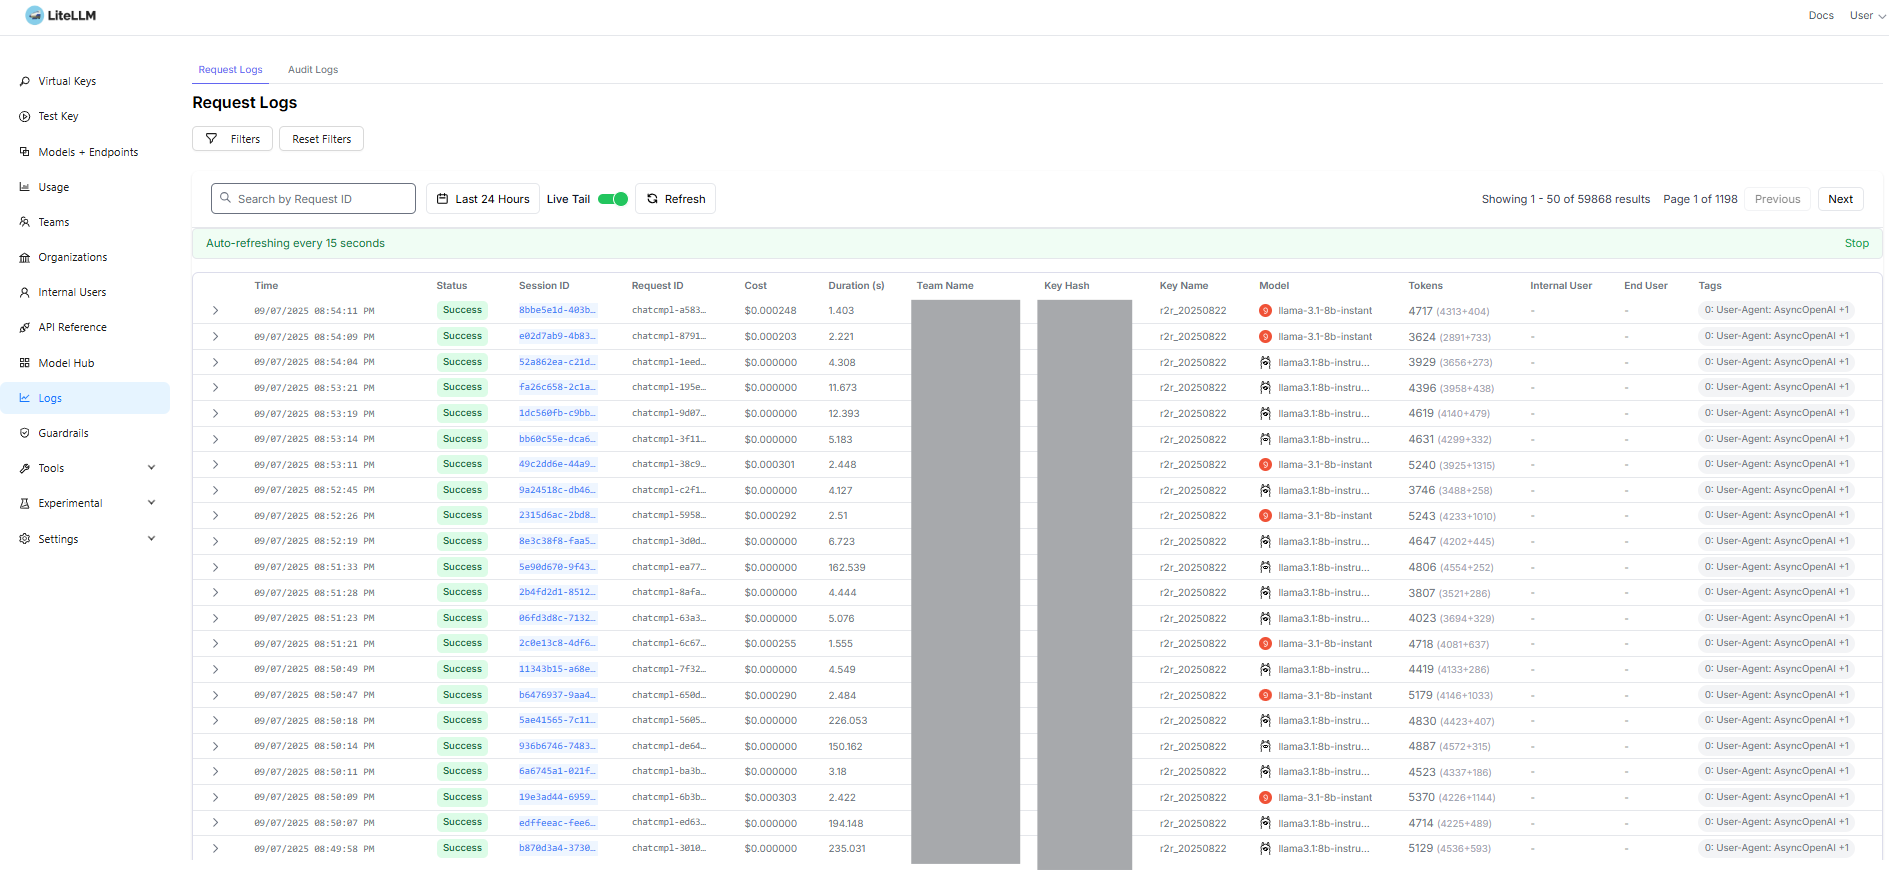 LiteLLM
Docs User
Virtual Keys
Test Key
Models + Endpoints
Usage
Teams
Organizations
Internal Users
API Reference
Model Hub
Logs
Guardrails
Tools
Experimental
Settings
Request Logs Audit Logs
Request Logs
Filters Reset Filters
Search by Request ID Last 24 Hours Live Tail Refresh Showing 1 - 50 of 59868 results Page 1 of 1198 Previous Next
Auto-refreshing every 15 seconds Stop
Time Status Session ID Request ID Cost Duration (s) Team Name Key Hash Key Name Model Tokens Internal User End User Tags
09/07/2025 08:54:11 PM Success 8bbe5e1d-403b… chatcmpl-a583… $0.000248 1.403 r2r_20250822 llama-3.1-8b-instant 4717 (4313+404) - - 0: User-Agent: AsyncOpenAI +1
09/07/2025 08:54:09 PM Success e02d7ab9-4b83… chatcmpl-8791… $0.000203 2.221 r2r_20250822 llama-3.1-8b-instant 3624 (2891+733) - - 0: User-Agent: AsyncOpenAI +1
09/07/2025 08:54:04 PM Success 52a862ea-c21d… chatcmpl-1eed… $0.000000 4.308 r2r_20250822 llama3.1:8b-instru... 3929 (3656+273) - - 0: User-Agent: AsyncOpenAI +1
09/07/2025 08:53:21 PM Success fa26c658-2c1a… chatcmpl-195e… $0.000000 11.673 r2r_20250822 llama3.1:8b-instru... 4396 (3958+438) - - 0: User-Agent: AsyncOpenAI +1
09/07/2025 08:53:19 PM Success 1dc560fb-c9bb… chatcmpl-9d07… $0.000000 12.393 r2r_20250822 llama3.1:8b-instru... 4619 (4140+479) - - 0: User-Agent: AsyncOpenAI +1
09/07/2025 08:53:14 PM Success bb60c55e-dca6… chatcmpl-3f11… $0.000000 5.183 r2r_20250822 llama3.1:8b-instru... 4631 (4299+332) - - 0: User-Agent: AsyncOpenAI +1
09/07/2025 08:53:11 PM Success 49c2dd6e-44a9… chatcmpl-38c9… $0.000301 2.448 r2r_20250822 llama-3.1-8b-instant 5240 (3925+1315) - - 0: User-Agent: AsyncOpenAI +1
09/07/2025 08:52:45 PM Success 9a24518c-db46… chatcmpl-c2f1… $0.000000 4.127 r2r_20250822 llama3.1:8b-instru... 3746 (3488+258) - - 0: User-Agent: AsyncOpenAI +1
09/07/2025 08:52:26 PM Success 2315d6ac-2bd8… chatcmpl-5958… $0.000292 2.51 r2r_20250822 llama-3.1-8b-instant 5243 (4233+1010) - - 0: User-Agent: AsyncOpenAI +1
09/07/2025 08:52:19 PM Success 8e3c38f8-faa5… chatcmpl-3d0d… $0.000000 6.723 r2r_20250822 llama3.1:8b-instru... 4647 (4202+445) - - 0: User-Agent: AsyncOpenAI +1
09/07/2025 08:51:33 PM Success 5e90d670-9f43… chatcmpl-ea77… $0.000000 162.539 r2r_20250822 llama3.1:8b-instru... 4806 (4554+252) - - 0: User-Agent: AsyncOpenAI +1
09/07/2025 08:51:28 PM Success 2b4fd2d1-8512… chatcmpl-8afa… $0.000000 4.444 r2r_20250822 llama3.1:8b-instru... 3807 (3521+286) - - 0: User-Agent: AsyncOpenAI +1
09/07/2025 08:51:23 PM Success 06fd3d8c-7132… chatcmpl-63a3… $0.000000 5.076 r2r_20250822 llama3.1:8b-instru... 4023 (3694+329) - - 0: User-Agent: AsyncOpenAI +1
09/07/2025 08:51:21 PM Success 2c0e13c8-4df6… chatcmpl-6c67… $0.000255 1.555 r2r_20250822 llama-3.1-8b-instant 4718 (4081+637) - - 0: User-Agent: AsyncOpenAI +1
09/07/2025 08:50:49 PM Success 11343b15-a68e… chatcmpl-7f32… $0.000000 4.549 r2r_20250822 llama3.1:8b-instru... 4419 (4133+286) - - 0: User-Agent: AsyncOpenAI +1
09/07/2025 08:50:47 PM Success b6476937-9aa4… chatcmpl-650d… $0.000290 2.484 r2r_20250822 llama-3.1-8b-instant 5179 (4146+1033) - - 0: User-Agent: AsyncOpenAI +1
09/07/2025 08:50:18 PM Success 5ae41565-7c11… chatcmpl-5605… $0.000000 226.053 r2r_20250822 llama3.1:8b-instru... 4830 (4423+407) - - 0: User-Agent: AsyncOpenAI +1
09/07/2025 08:50:14 PM Success 936b6746-7483… chatcmpl-de64… $0.000000 150.162 r2r_20250822 llama3.1:8b-instru... 4887 (4572+315) - - 0: User-Agent: AsyncOpenAI +1
09/07/2025 08:50:11 PM Success 6a6745a1-021f… chatcmpl-ba3b… $0.000000 3.18 r2r_20250822 llama3.1:8b-instru... 4523 (4337+186) - - 0: User-Agent: AsyncOpenAI +1
09/07/2025 08:50:09 PM Success 19e3ad44-6959… chatcmpl-6b3b… $0.000303 2.422 r2r_20250822 llama-3.1-8b-instant 5370 (4226+1144) - - 0: User-Agent: AsyncOpenAI +1
09/07/2025 08:50:07 PM Success edffeeac-fee6… chatcmpl-ed63… $0.000000 194.148 r2r_20250822 llama3.1:8b-instru... 4714 (4225+489) - - 0: User-Agent: AsyncOpenAI +1
09/07/2025 08:49:58 PM Success b870d3a4-3730… chatcmpl-3010… $0.000000 235.031 r2r_20250822 llama3.1:8b-instru... 5129 (4536+593) - - 0: User-Agent: AsyncOpenAI +1